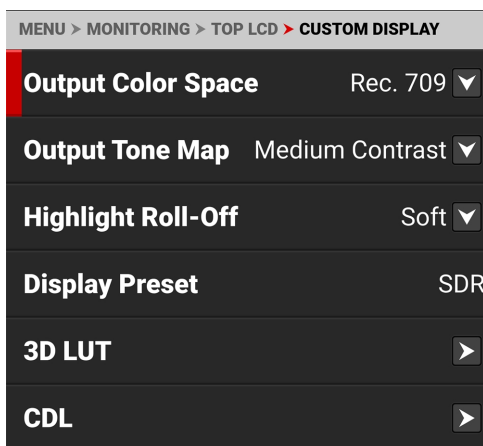 MENU > MONITORING > TOP LCD > CUSTOM DISPLAY
Output Color Space Rec. 709
Output Tone Map Medium Contrast
Highlight Roll-Off Soft
Display Preset SDR
3D LUT
CDL